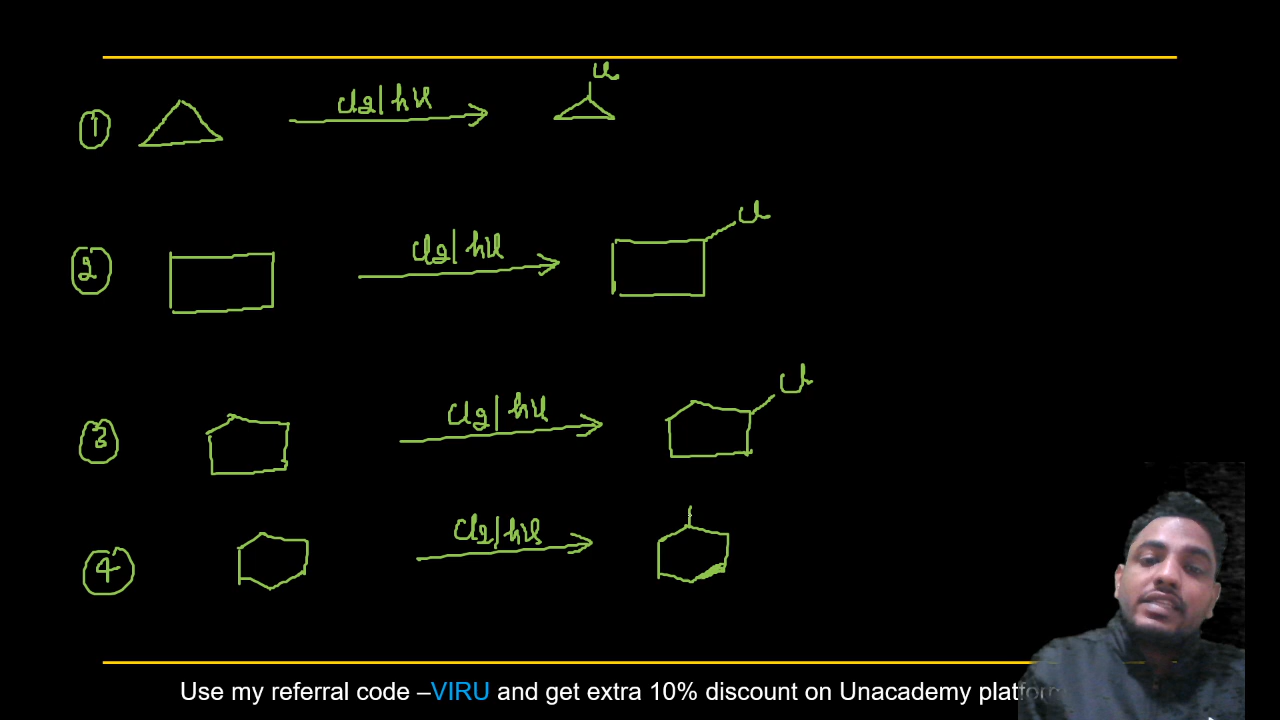 Cl
① Cl2|hν
Cl
② Cl2|hν
Cl
③ Cl2|hν
④ Cl2|hν
Use my referral code –VIRU and get extra 10% discount on Unacademy platform